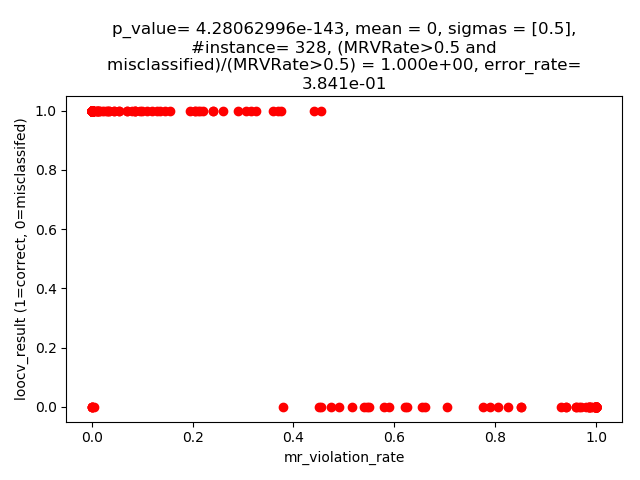 p_value= 4.28062996e-143, mean = 0, sigmas = [0.5],
#instance= 328, (MRVRate>0.5 and
misclassified)/(MRVRate>0.5) = 1.000e+00, error_rate=
3.841e-01
loocv_result (1=correct, 0=misclassifed)
1.0
0.8
0.6
0.4
0.2
0.0
0.0 0.2 0.4 0.6 0.8 1.0
mr_violation_rate